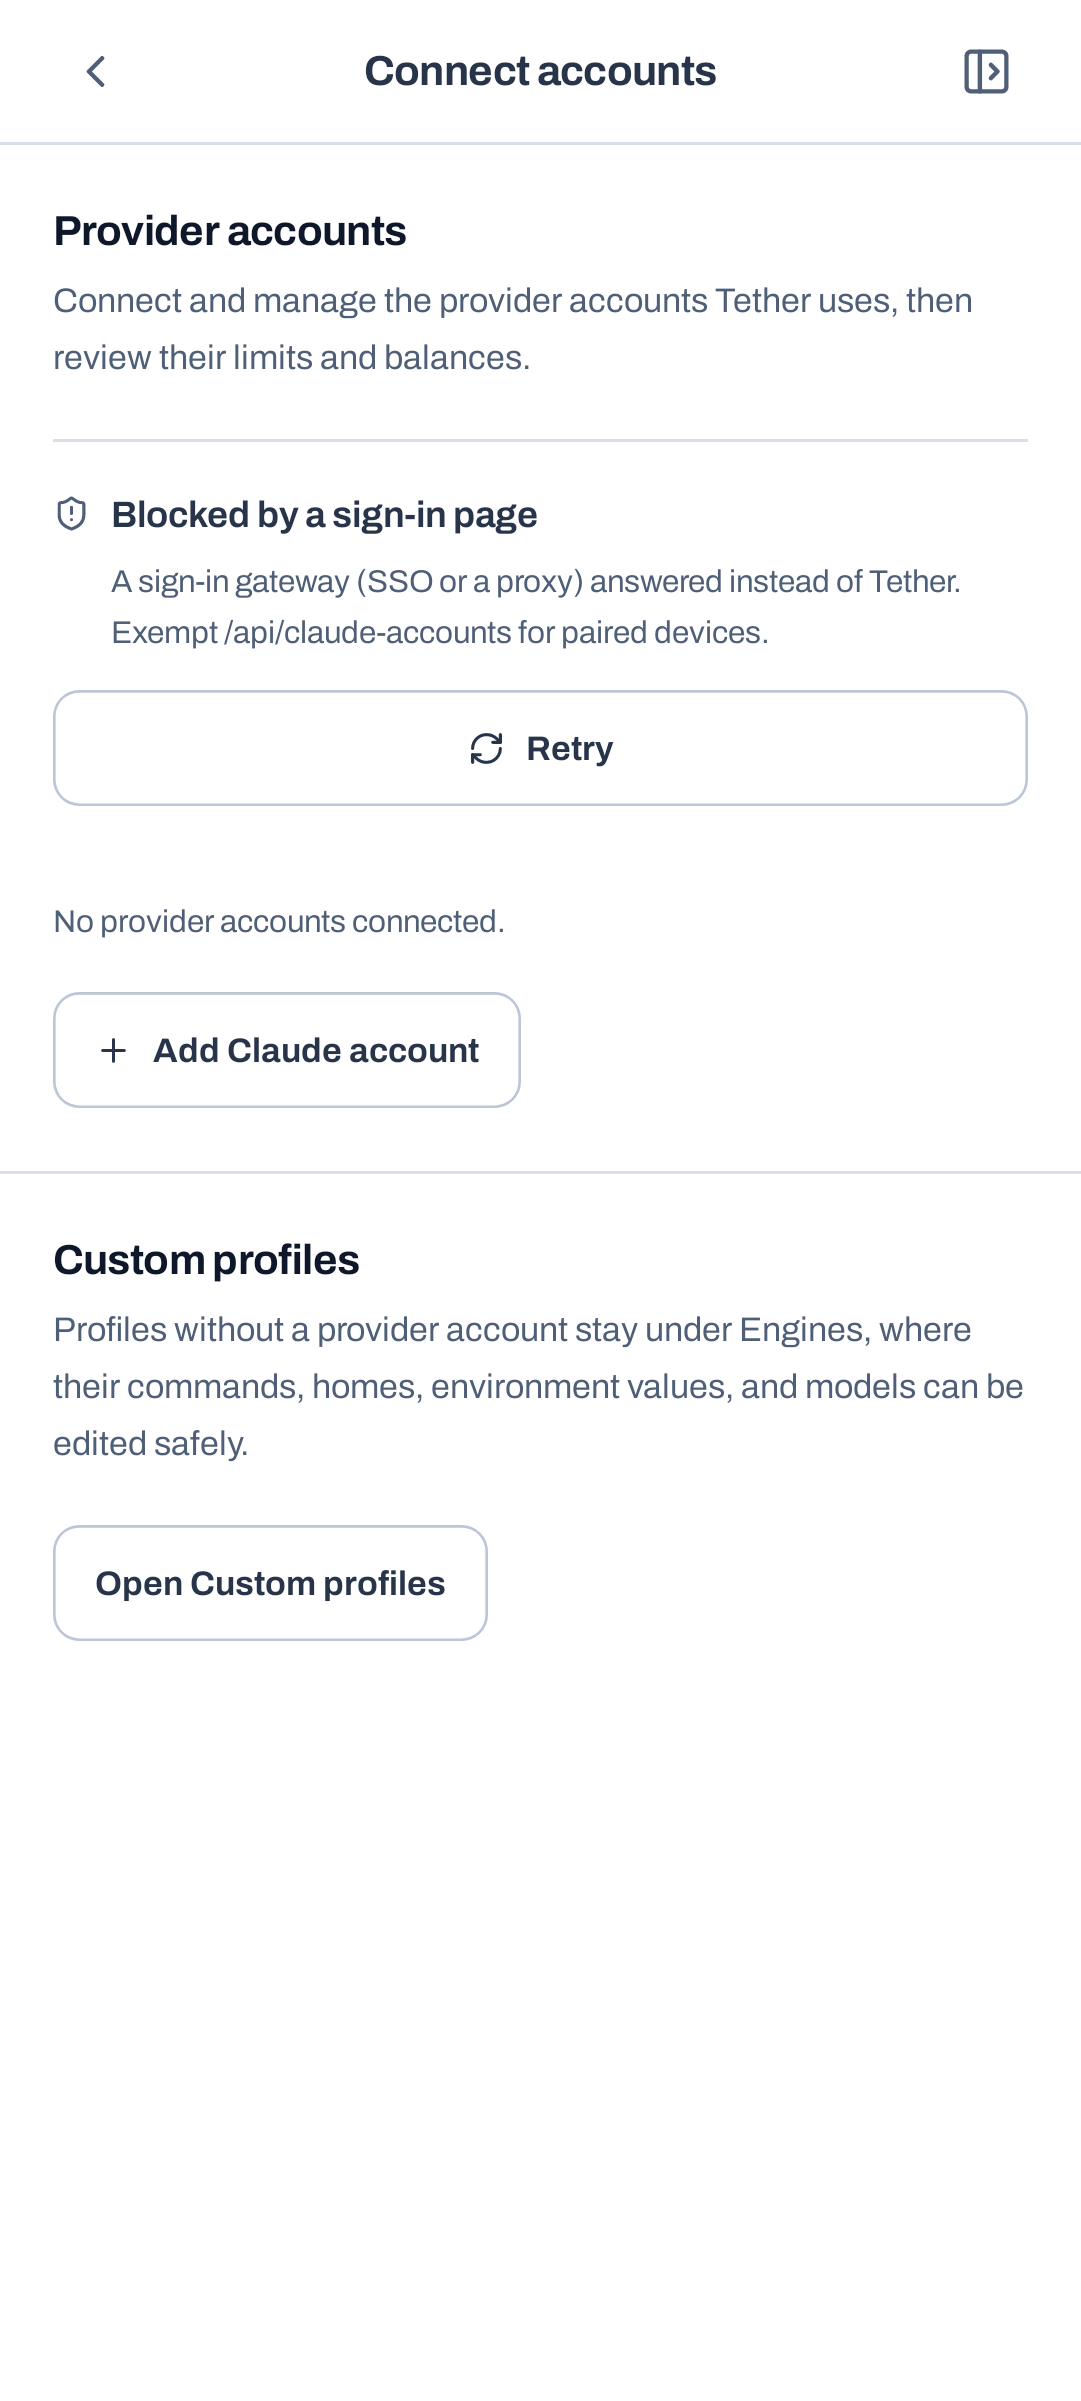 Connect accounts
Provider accounts
Connect and manage the provider accounts Tether uses, then
review their limits and balances.
Blocked by a sign-in page
A sign-in gateway (SSO or a proxy) answered instead of Tether.
Exempt /api/claude-accounts for paired devices.
Retry
No provider accounts connected.
Add Claude account
Custom profiles
Profiles without a provider account stay under Engines, where
their commands, homes, environment values, and models can be
edited safely.
Open Custom profiles